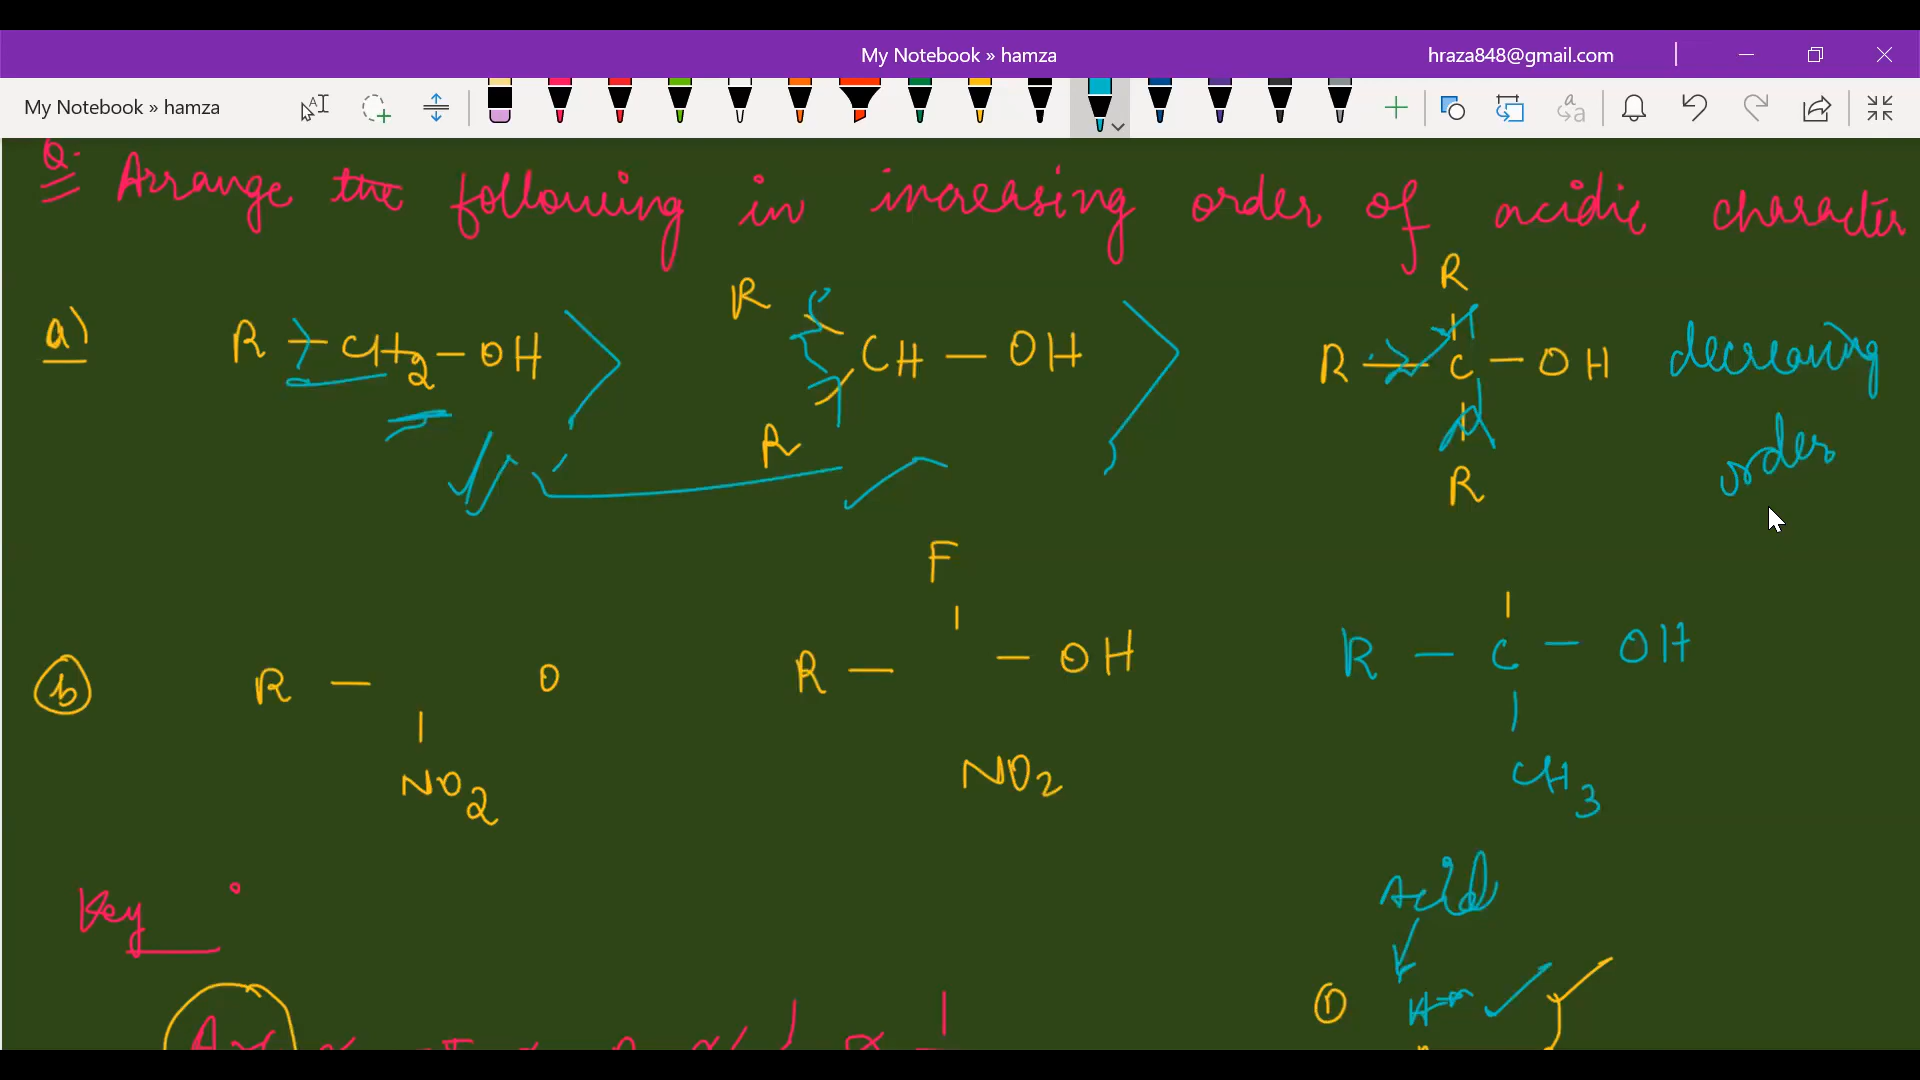 My Notebook » hamza
hraza848@gmail.com
My Notebook » hamza
Q. Arrange the following in increasing order of acidic character
a) R – CH2 – OH > R R CH – OH > R – C – OH R R decreasing
order
b R – O NO2 F R – – OH NO2 R – C – OH CH3
Key :
Acid
1 H